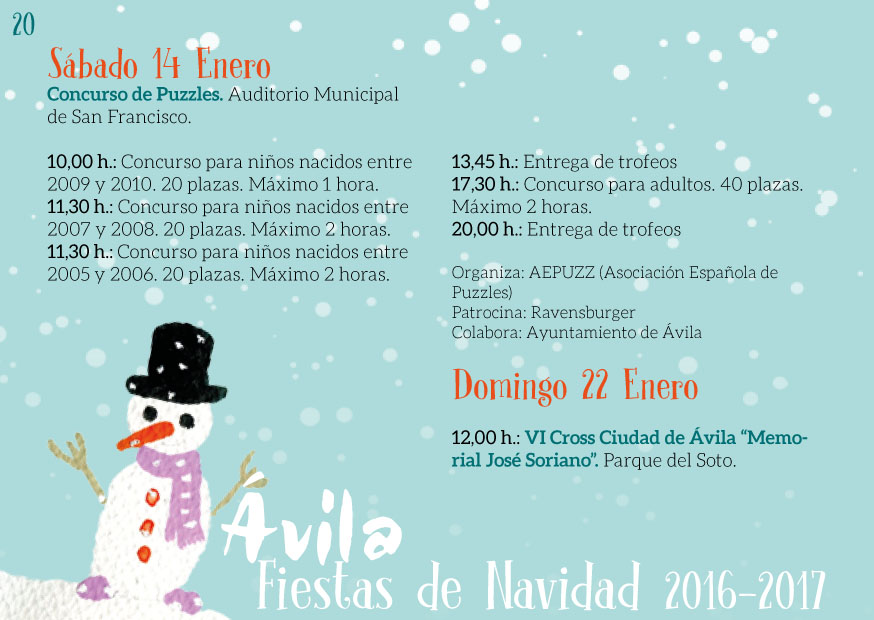 20
Sábado 14 Enero
Concurso de Puzzles. Auditorio Municipal
de San Francisco.
10,00 h.: Concurso para niños nacidos entre
2009 y 2010. 20 plazas. Máximo 1 hora.
11,30 h.: Concurso para niños nacidos entre
2007 y 2008. 20 plazas. Máximo 2 horas.
11,30 h.: Concurso para niños nacidos entre
2005 y 2006. 20 plazas. Máximo 2 horas.
13,45 h.: Entrega de trofeos
17,30 h.: Concurso para adultos. 40 plazas.
Máximo 2 horas.
20,00 h.: Entrega de trofeos
Organiza: AEPUZZ (Asociación Española de
Puzzles)
Patrocina: Ravensburger
Colabora: Ayuntamiento de Ávila
Domingo 22 Enero
12,00 h.: VI Cross Ciudad de Ávila “Memo-
rial José Soriano”. Parque del Soto.
Ávila
Fiestas de Navidad 2016-2017